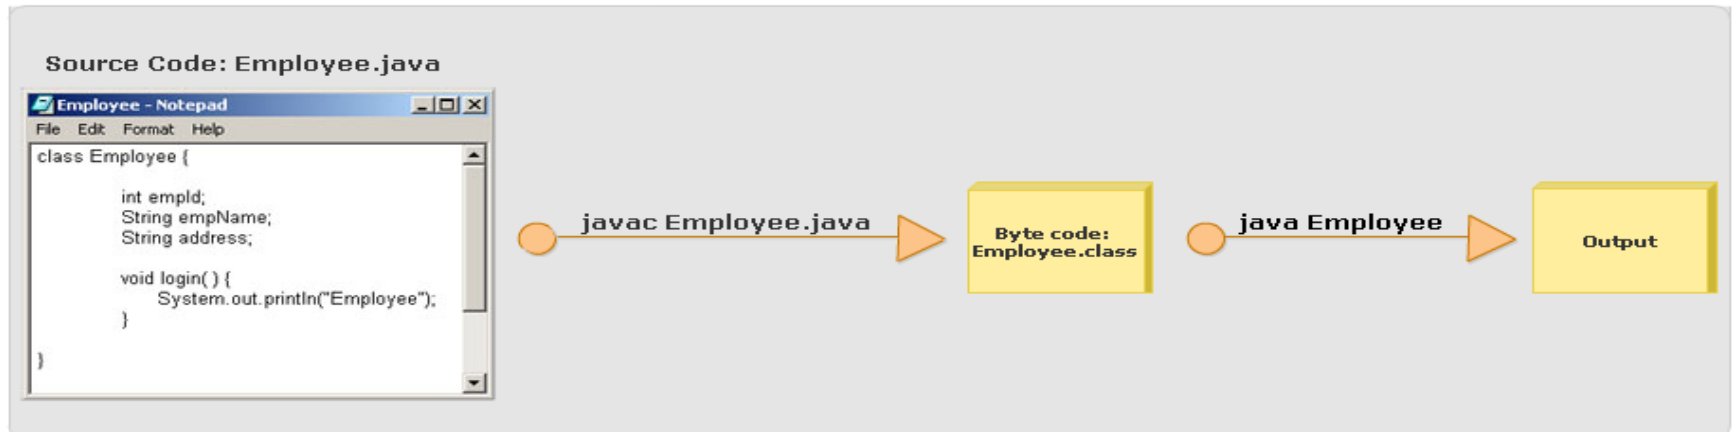 Source Code: Employee.java
Employee - Notepad
File Edit Format Help
class Employee {
int empId;
String empName;
String address;
void login( ) {
System.out.println("Employee");
}
}
javac Employee.java
Byte code:
Employee.class
java Employee
Output